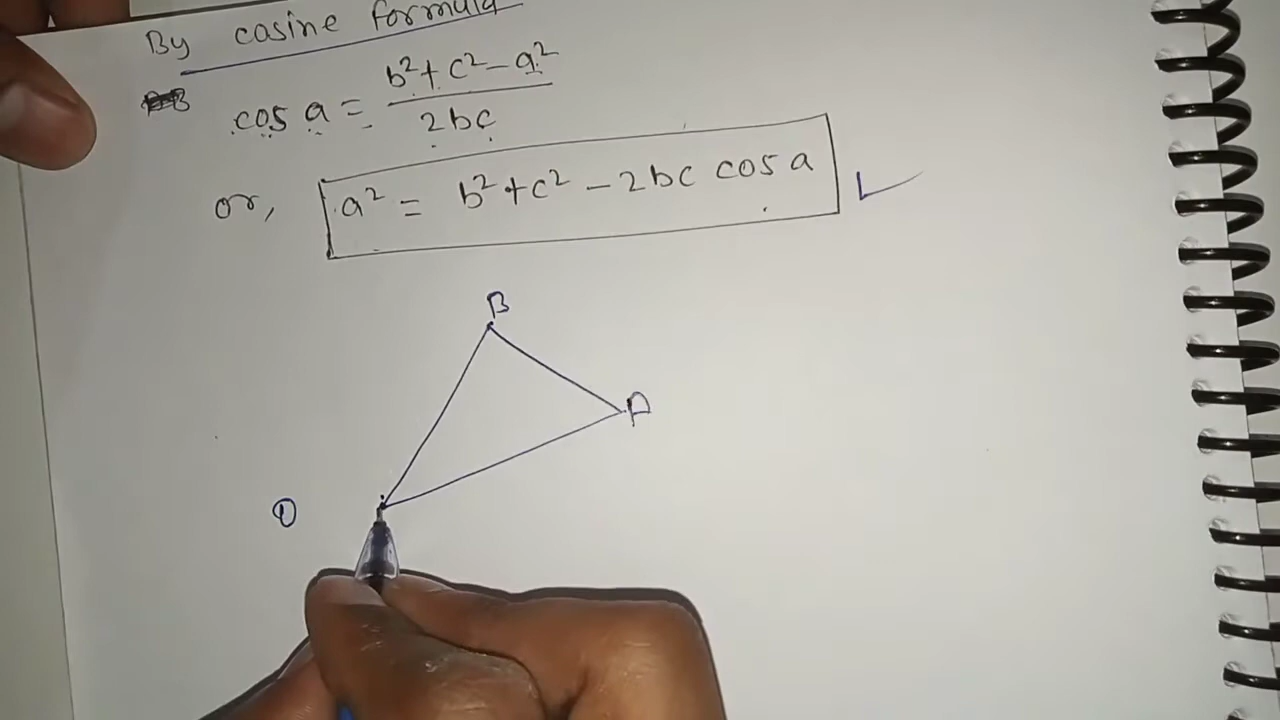 By cosine formula
cos a = b²+c²-a² / 2bc
or, a² = b²+c² - 2bc cos a
B
A
O